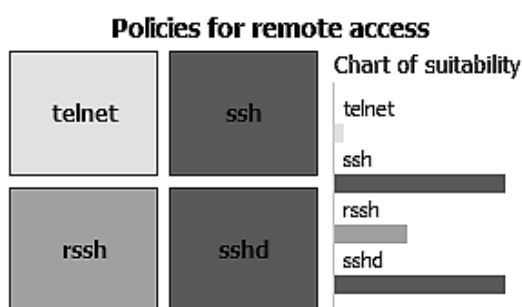 Policies for remote access
telnet
ssh
rssh
sshd
Chart of suitability
telnet
ssh
rssh
sshd